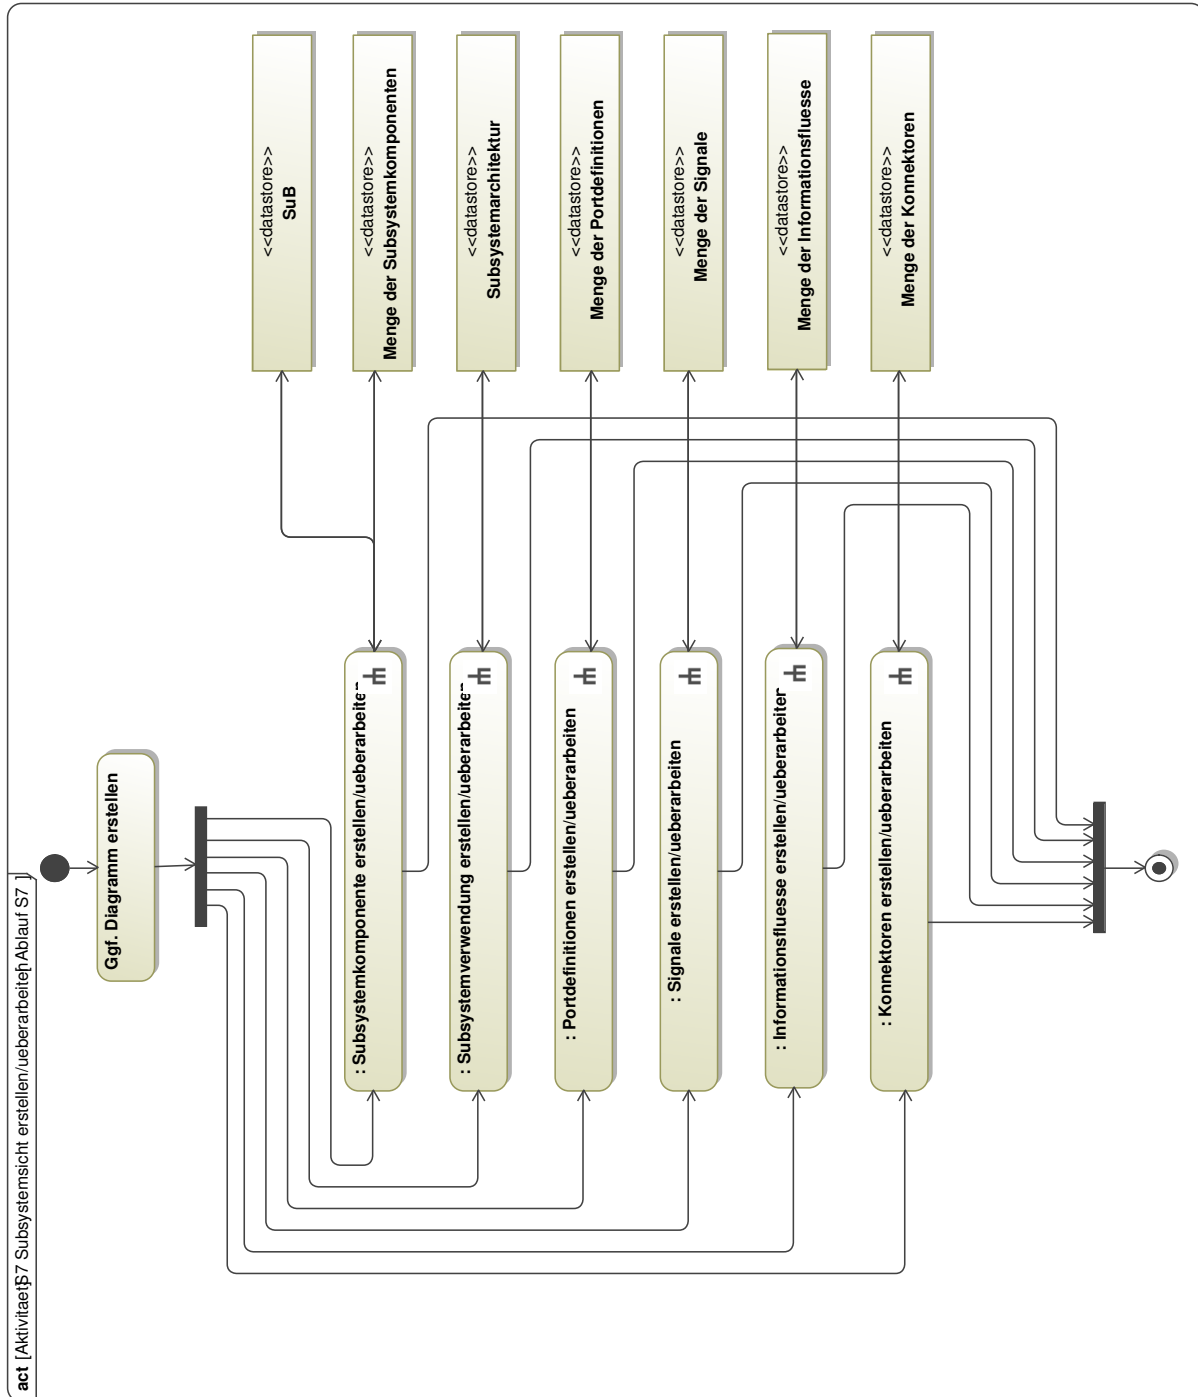 act [Aktivitaet] S7 Subsystemsicht erstellen/ueberarbeiten[ Ablauf S7 ]
Ggf. Diagramm erstellen
: Subsystemkomponente erstellen/ueberarbeiten
: Subsystemverwendung erstellen/ueberarbeiten
: Portdefinitionen erstellen/ueberarbeiten
: Signale erstellen/ueberarbeiten
: Informationsfluesse erstellen/ueberarbeiten
: Konnektoren erstellen/ueberarbeiten
<<datastore>>
SuB
<<datastore>>
Menge der Subsystemkomponenten
<<datastore>>
Subsystemarchitektur
<<datastore>>
Menge der Portdefinitionen
<<datastore>>
Menge der Signale
<<datastore>>
Menge der Informationsfluesse
<<datastore>>
Menge der Konnektoren